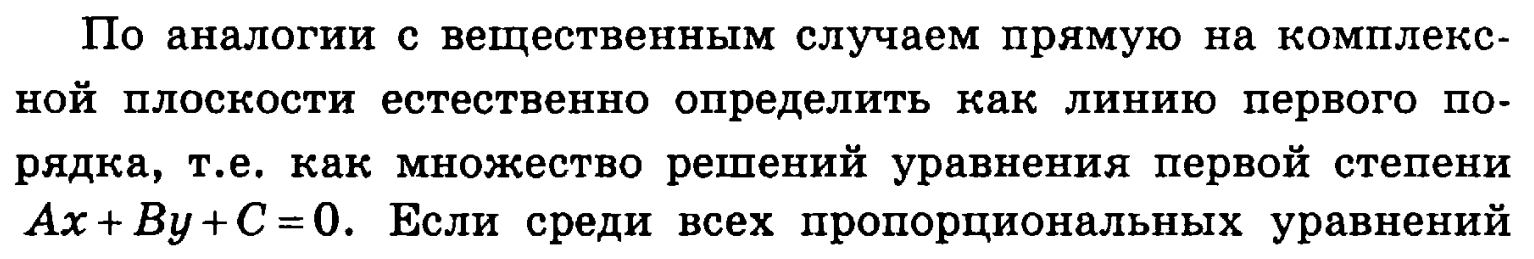 По аналогии с вещественным случаем прямую на комплекс-
ной плоскости естественно определить как линию первого по-
рядка, т.е. как множество решений уравнения первой степени
Ax + By + C = 0. Если среди всех пропорциональных уравнений